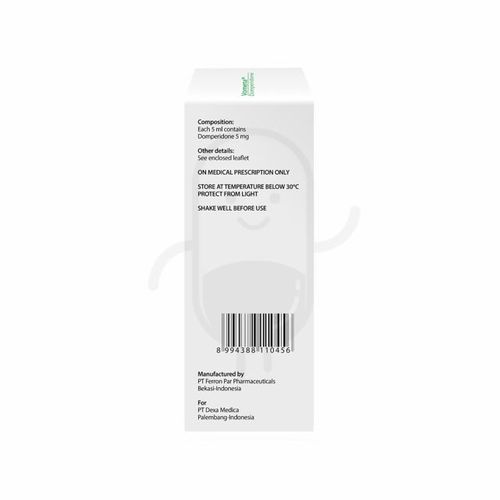 Vometa®
Domperidone
Composition:
Each 5 ml contains
Domperidone 5 mg
Other details:
See enclosed leaflet
ON MEDICAL PRESCRIPTION ONLY
STORE AT TEMPERATURE BELOW 30°C
PROTECT FROM LIGHT
SHAKE WELL BEFORE USE
8 994388 110456
Manufactured by
PT Ferron Par Pharmaceuticals
Bekasi-Indonesia
For
PT Dexa Medica
Palembang-Indonesia